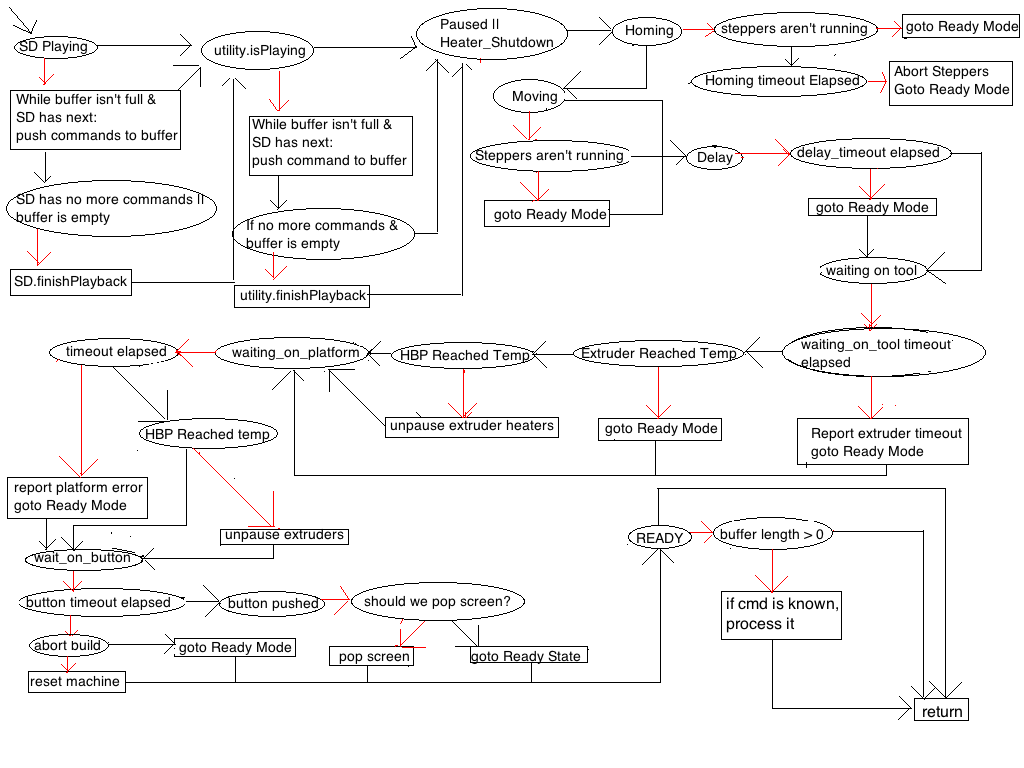 SD Playing
utility.isPlaying
Paused ||
Heater_Shutdown
Homing
steppers aren't running
goto Ready Mode
Homing timeout Elapsed
Abort Steppers
Goto Ready Mode
While buffer isn't full &
SD has next:
push commands to buffer
While buffer isn't full &
SD has next:
push command to buffer
Moving
Steppers aren't running
goto Ready Mode
Delay
delay_timeout elapsed
goto Ready Mode
waiting on tool
SD has no more commands ||
buffer is empty
If no more commands &
buffer is empty
SD.finishPlayback
utility.finishPlayback
timeout elapsed
waiting_on_platform
HBP Reached Temp
Extruder Reached Temp
waiting_on_tool timeout
elapsed
HBP Reached temp
unpause extruder heaters
goto Ready Mode
Report extruder timeout
goto Ready Mode
report platform error
goto Ready Mode
unpause extruders
wait_on_button
READY
buffer length > 0
button timeout elapsed
button pushed
should we pop screen?
if cmd is known,
process it
abort build
goto Ready Mode
pop screen
goto Ready State
reset machine
return